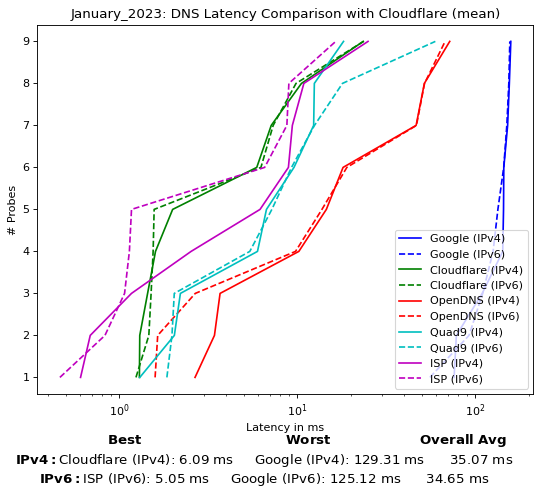 January_2023: DNS Latency Comparison with Cloudflare (mean)
9
8
7
6
5
4
3
2
1
# Probes
Google (IPv4)
Google (IPv6)
Cloudflare (IPv4)
Cloudflare (IPv6)
OpenDNS (IPv4)
OpenDNS (IPv6)
Quad9 (IPv4)
Quad9 (IPv6)
ISP (IPv4)
ISP (IPv6)
10⁰ 10¹ 10²
Latency in ms
Best Worst Overall Avg
IPv4: Cloudflare (IPv4): 6.09 ms Google (IPv4): 129.31 ms 35.07 ms
IPv6: ISP (IPv6): 5.05 ms Google (IPv6): 125.12 ms 34.65 ms